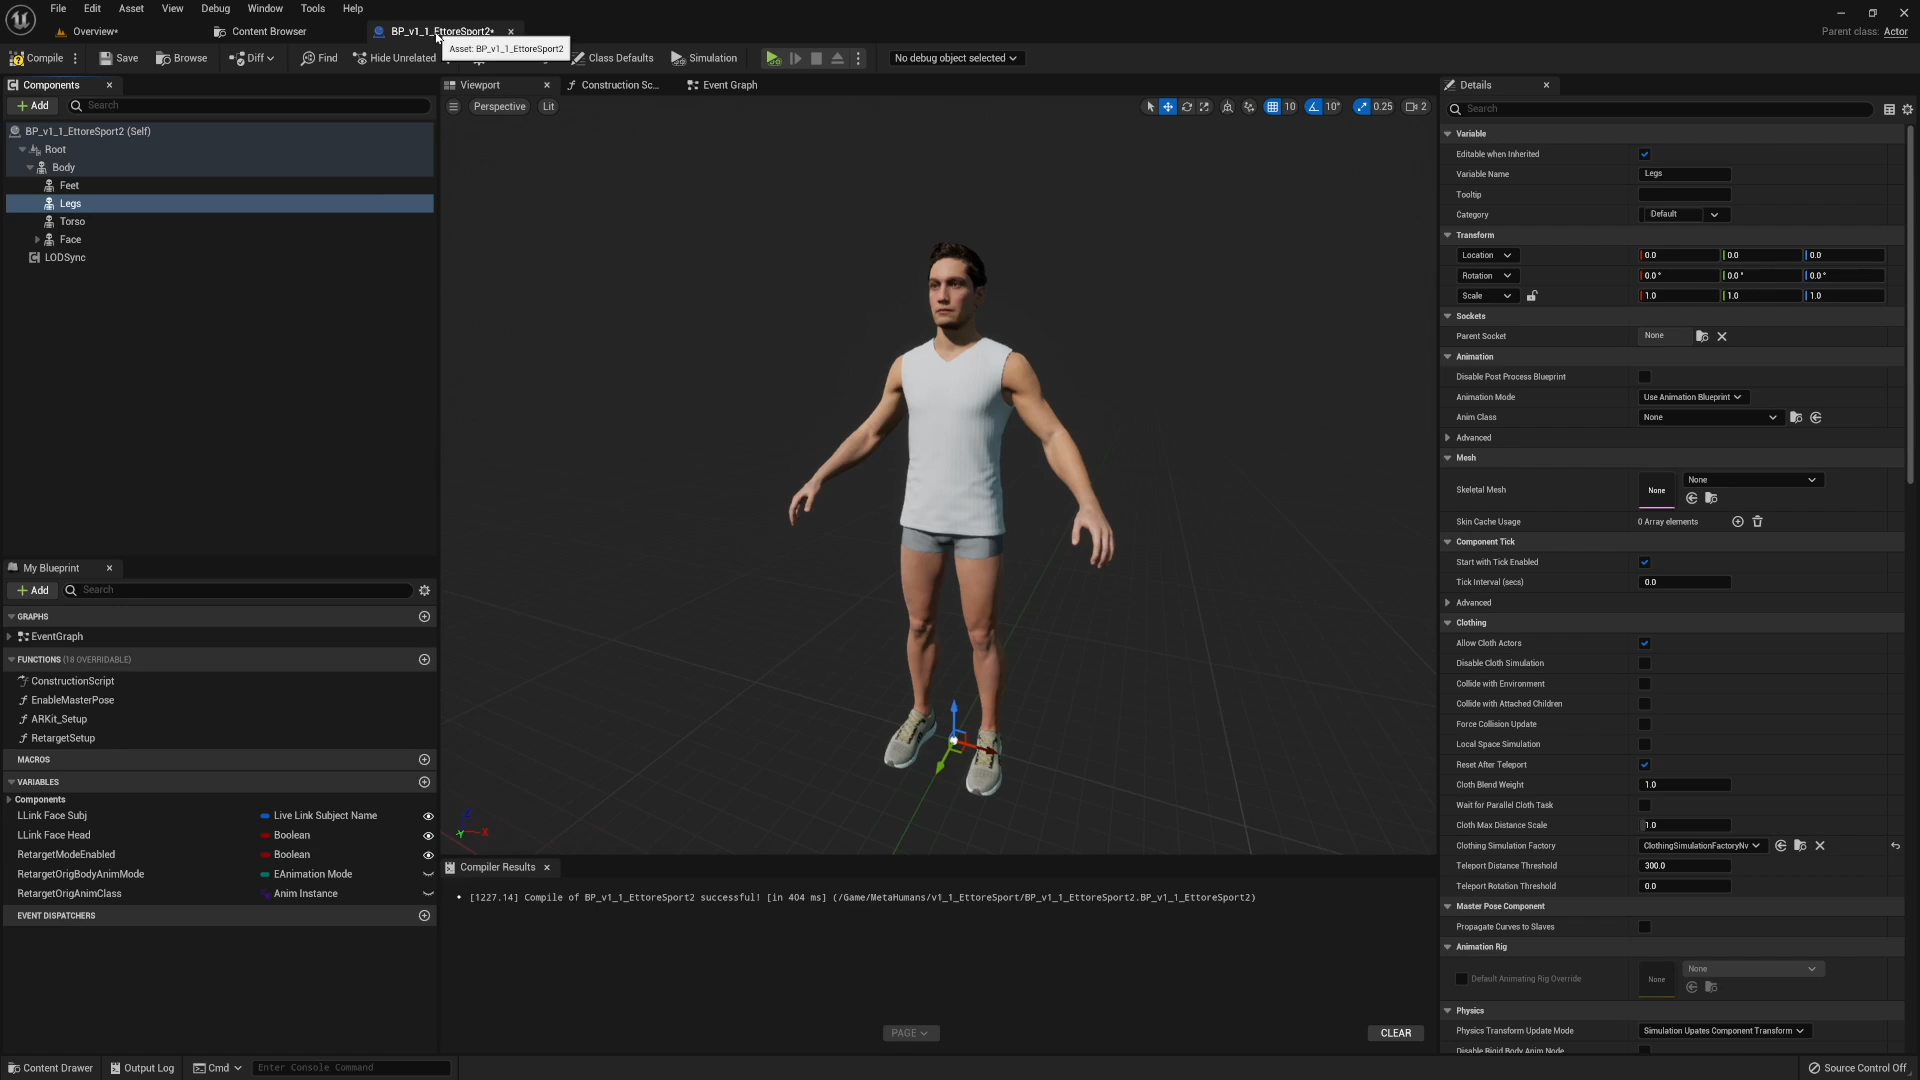 File Edit Asset View Debug Window Tools Help
Overview* Content Browser BP_v1_1_EttoreSport2*
Parent class: Actor
Asset: BP_v1_1_EttoreSport2
Compile Save Browse Diff Find Hide Unrelated Class Defaults Simulation No debug object selected
Components
Add Search
BP_v1_1_EttoreSport2 (Self)
Root
Body
Feet
Legs
Torso
Face
LODSync
My Blueprint
Add Search
GRAPHS
EventGraph
FUNCTIONS (18 OVERRIDABLE)
ConstructionScript
EnableMasterPose
ARKit_Setup
RetargetSetup
MACROS
VARIABLES
Components
LLink Face Subj Live Link Subject Name
LLink Face Head Boolean
RetargetModeEnabled Boolean
RetargetOrigBodyAnimMode EAnimation Mode
RetargetOrigAnimClass Anim Instance
EVENT DISPATCHERS
Viewport Construction Sc... Event Graph
Perspective Lit 10 10° 0.25 2
Z
Y X
Compiler Results
• [1227.14] Compile of BP_v1_1_EttoreSport2 successful! [in 404 ms] (/Game/MetaHumans/v1_1_EttoreSport/BP_v1_1_EttoreSport2.BP_v1_1_EttoreSport2)
PAGE CLEAR
Details
Search
Variable
Editable when Inherited
Variable Name Legs
Tooltip
Category Default
Transform
Location 0.0 0.0 0.0
Rotation 0.0° 0.0° 0.0°
Scale 1.0 1.0 1.0
Sockets
Parent Socket None
Animation
Disable Post Process Blueprint
Animation Mode Use Animation Blueprint
Anim Class None
Advanced
Mesh
Skeletal Mesh None None
Skin Cache Usage 0 Array elements
Component Tick
Start with Tick Enabled
Tick Interval (secs) 0.0
Advanced
Clothing
Allow Cloth Actors
Disable Cloth Simulation
Collide with Environment
Collide with Attached Children
Force Collision Update
Local Space Simulation
Reset After Teleport
Cloth Blend Weight 1.0
Wait for Parallel Cloth Task
Cloth Max Distance Scale 1.0
Clothing Simulation Factory ClothingSimulationFactoryNv
Teleport Distance Threshold 300.0
Teleport Rotation Threshold 0.0
Master Pose Component
Propagate Curves to Slaves
Animation Rig
Default Animating Rig Override None None
Physics
Physics Transform Update Mode Simulation Upates Component Transform
Disable Rigid Body Anim Node
Content Drawer Output Log Cmd Enter Console Command Source Control Off